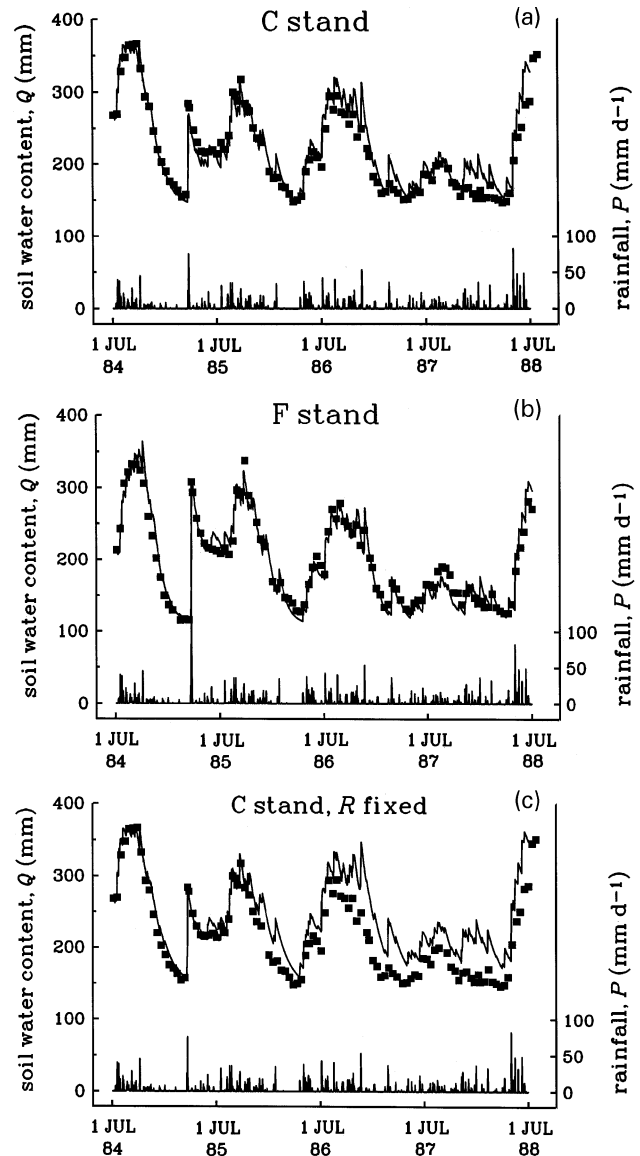 C stand
(a)
400
300
200
100
0
soil water content, Q (mm)
100
50
0
rainfall, P (mm d⁻¹)
1 JUL 1 JUL 1 JUL 1 JUL 1 JUL
84 85 86 87 88
F stand
(b)
400
300
200
100
0
soil water content, Q (mm)
100
50
0
rainfall, P (mm d⁻¹)
1 JUL 1 JUL 1 JUL 1 JUL 1 JUL
84 85 86 87 88
C stand, R fixed
(c)
400
300
200
100
0
soil water content, Q (mm)
100
50
0
rainfall, P (mm d⁻¹)
1 JUL 1 JUL 1 JUL 1 JUL 1 JUL
84 85 86 87 88